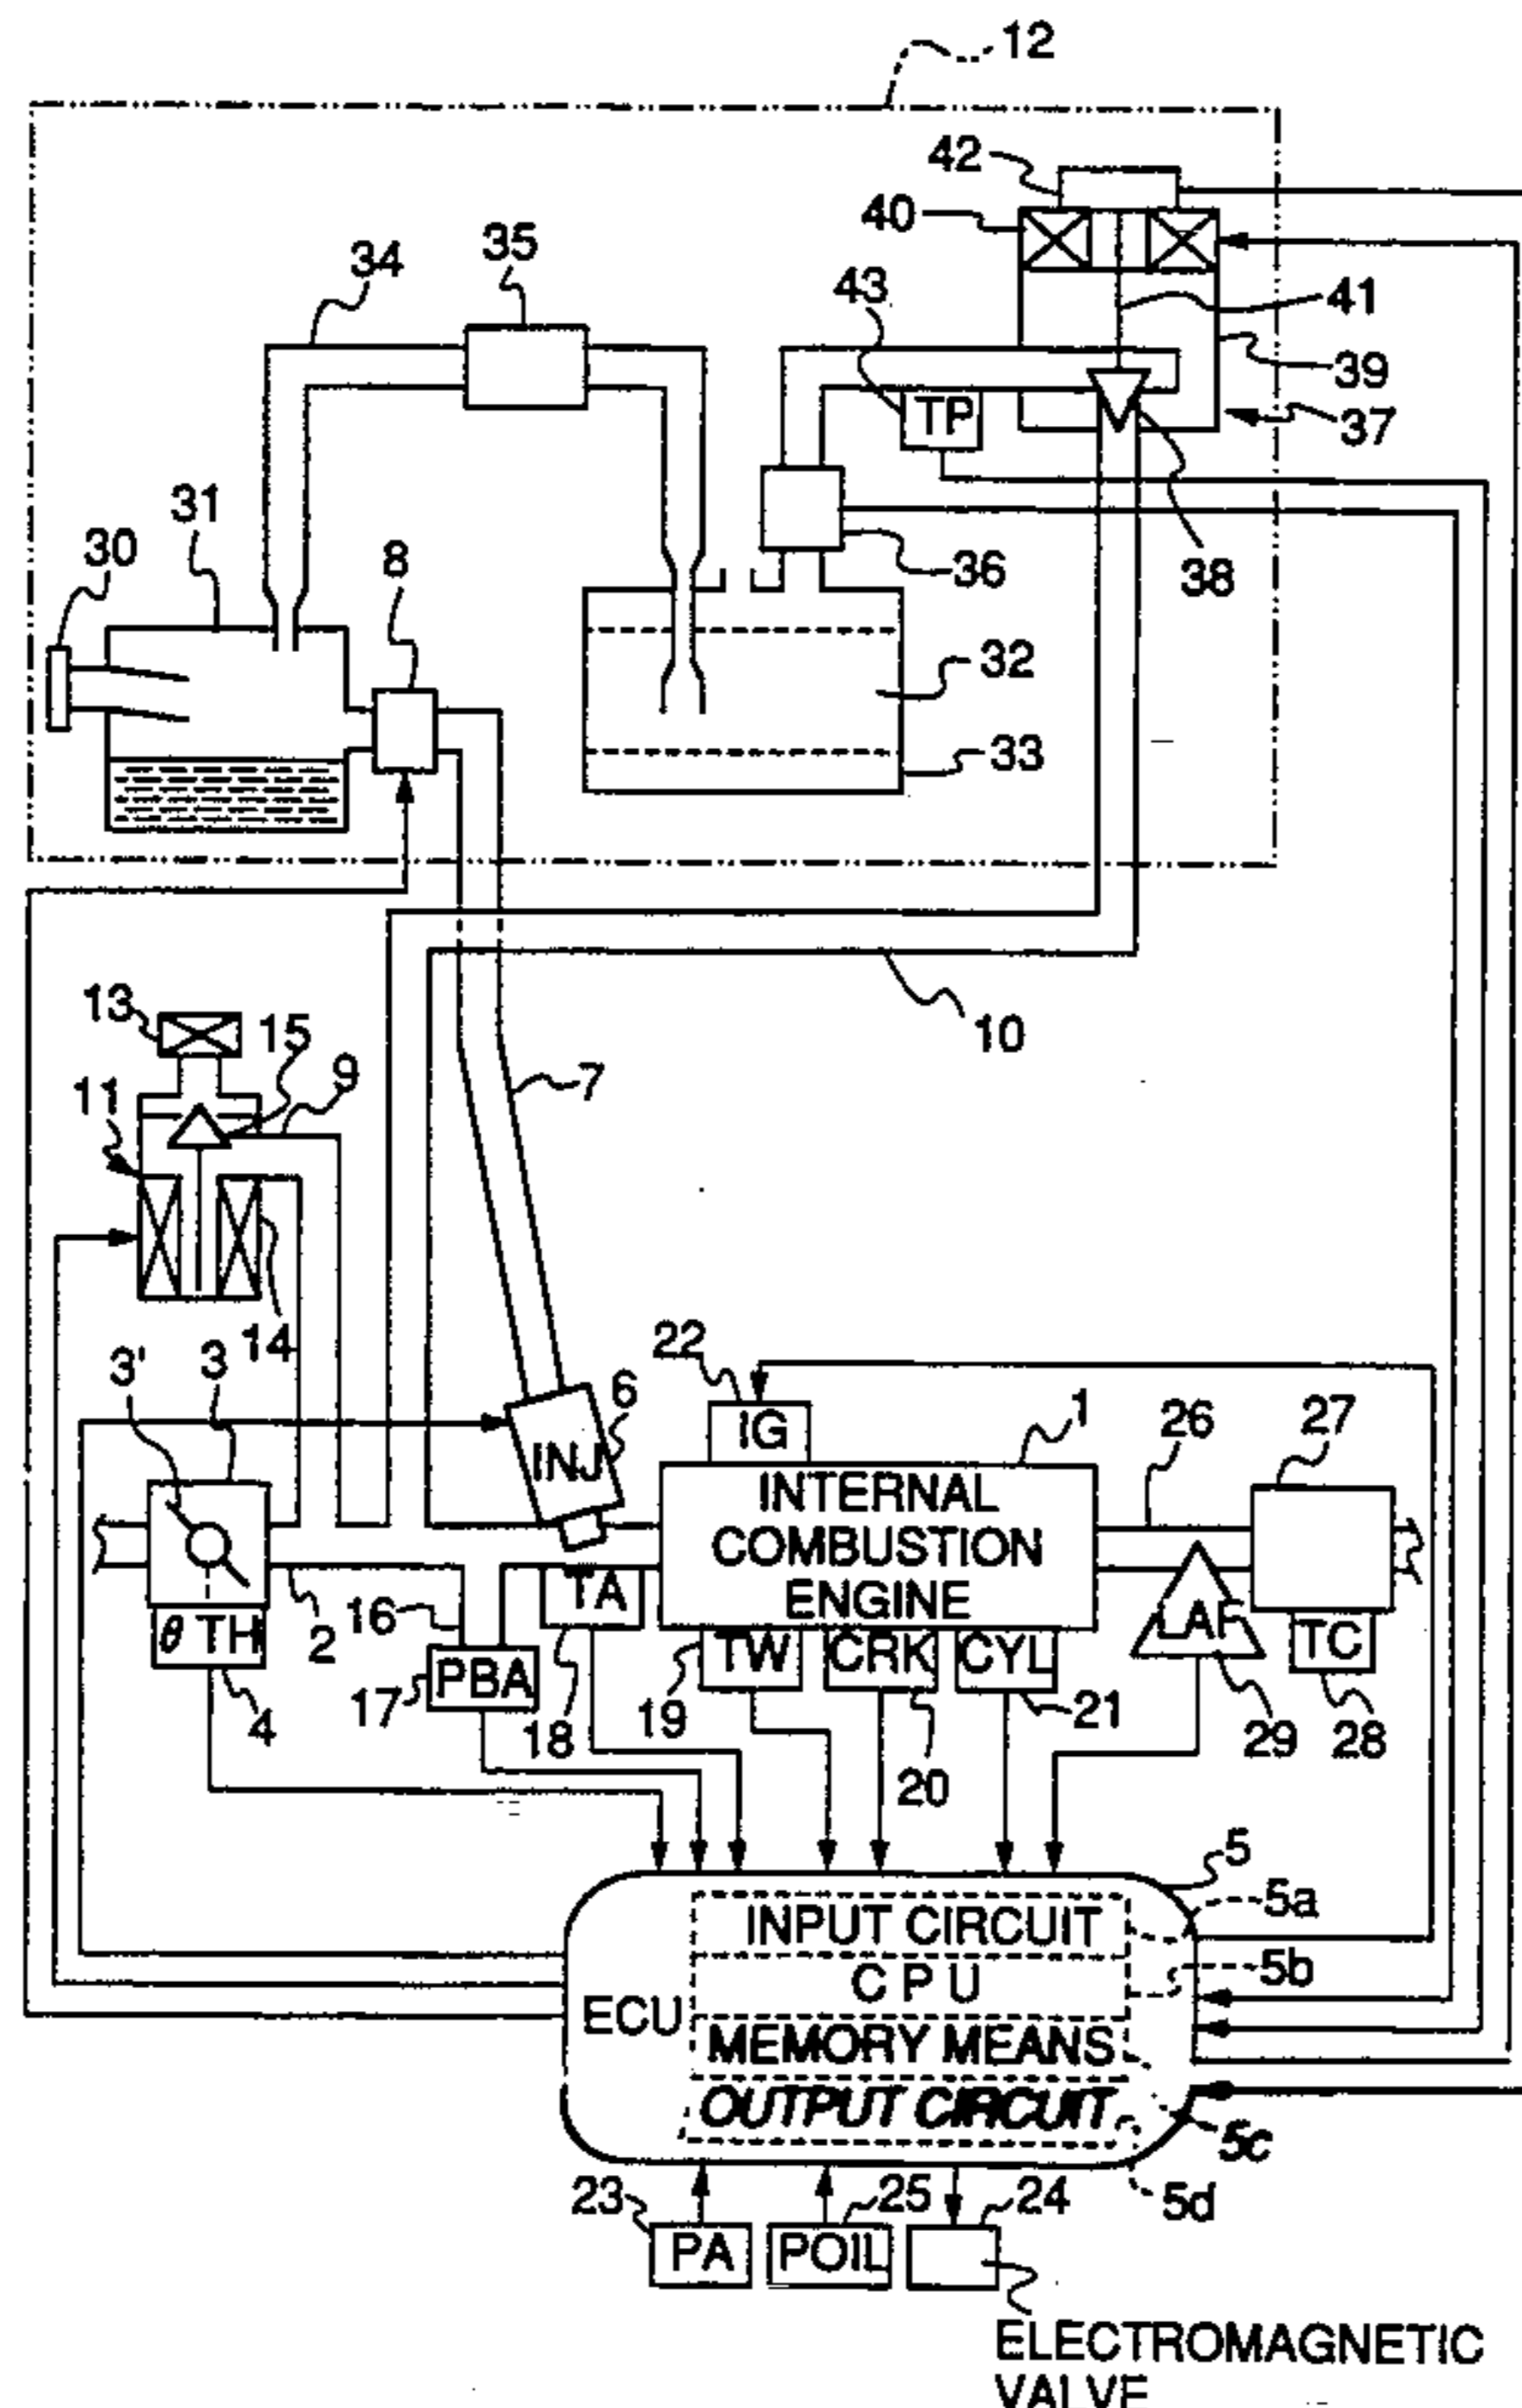 12
42
40
35
34
43
41
39
37
31
30
8
36
38
32
33
13
15
9
10
7
11
14
22
6
3'
3
1
26
27
IG
INJ
INTERNAL
COMBUSTION
ENGINE
TA
θ TH
2
16
LAF
TC
TW
CRK
CYL
PBA
17
4
18
19
21
29
28
20
5
5a
INPUT CIRCUIT
5b
C P U
ECU
MEMORY MEANS
OUTPUT CIRCUIT
5c
5d
23
25
24
PA
POIL
ELECTROMAGNETIC
VALVE